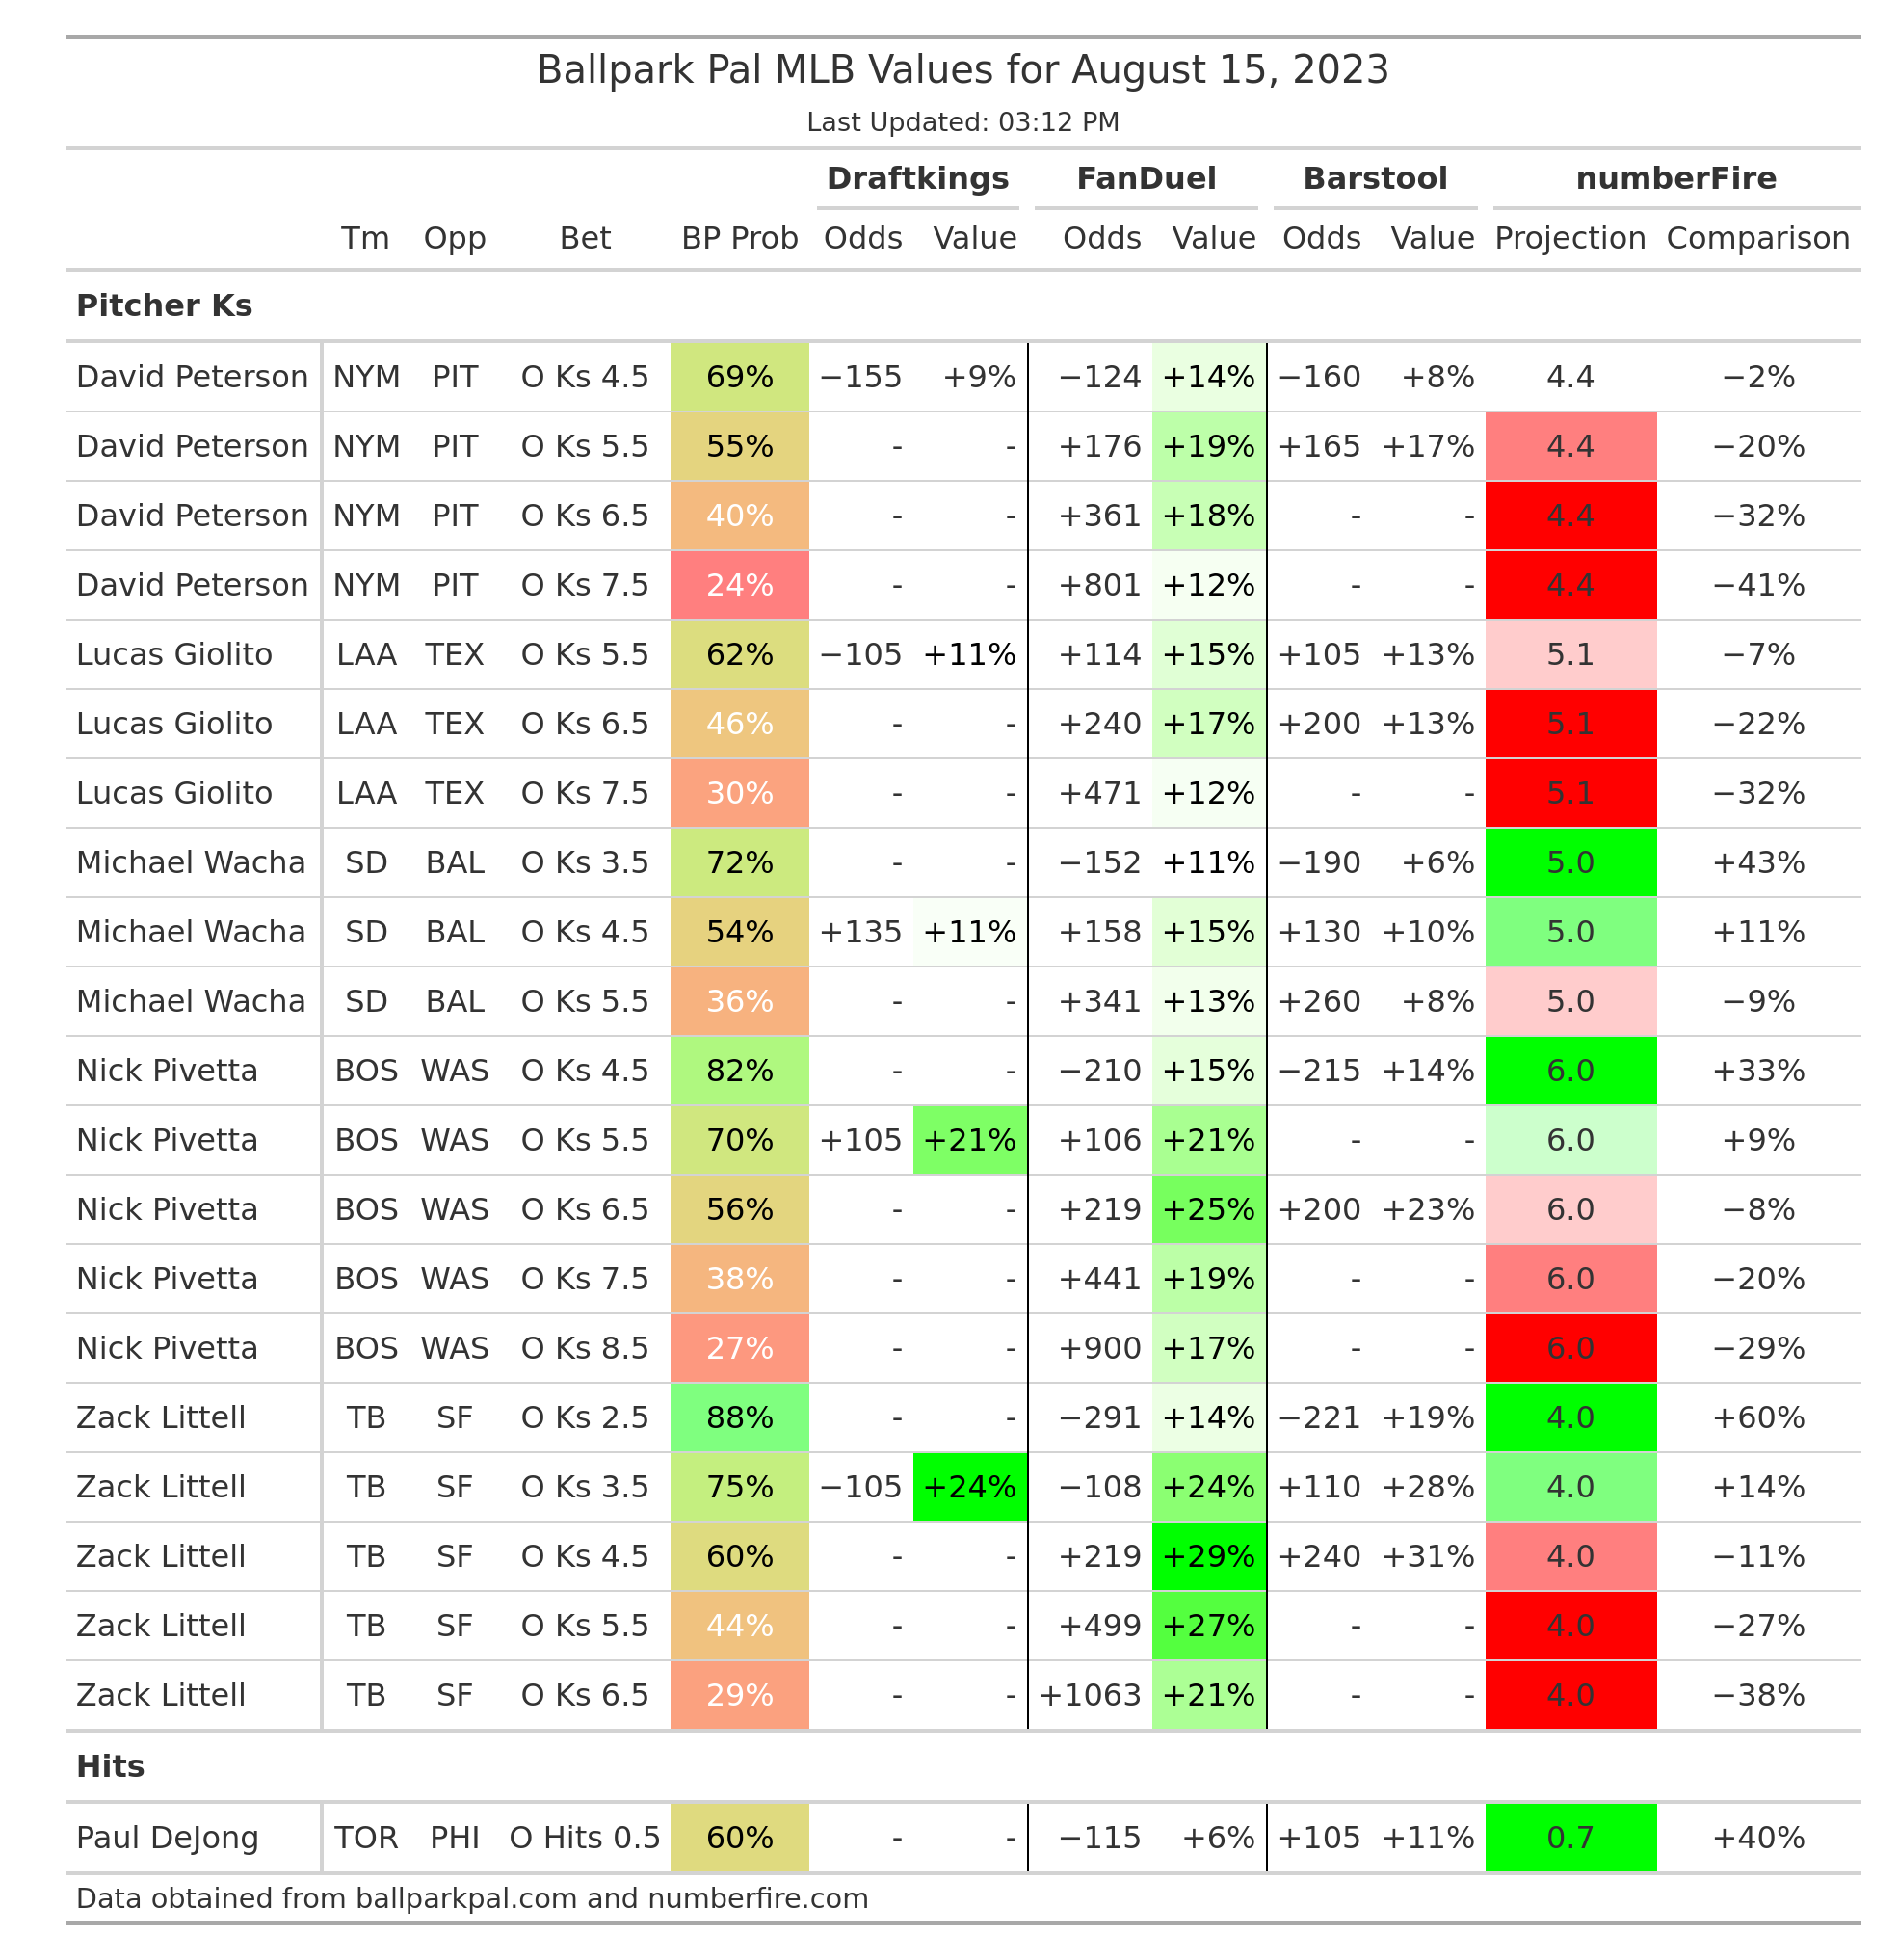 Ballpark Pal MLB Values for August 15, 2023
Last Updated: 03:12 PM
Draftkings FanDuel Barstool numberFire
Tm Opp Bet BP Prob Odds Value Odds Value Odds Value Projection Comparison
Pitcher Ks
David Peterson NYM PIT O Ks 4.5 69% −155 +9% −124 +14% −160 +8% 4.4 −2%
David Peterson NYM PIT O Ks 5.5 55% - - +176 +19% +165 +17% 4.4 −20%
David Peterson NYM PIT O Ks 6.5 40% - - +361 +18% - - 4.4 −32%
David Peterson NYM PIT O Ks 7.5 24% - - +801 +12% - - 4.4 −41%
Lucas Giolito LAA TEX O Ks 5.5 62% −105 +11% +114 +15% +105 +13% 5.1 −7%
Lucas Giolito LAA TEX O Ks 6.5 46% - - +240 +17% +200 +13% 5.1 −22%
Lucas Giolito LAA TEX O Ks 7.5 30% - - +471 +12% - - 5.1 −32%
Michael Wacha SD BAL O Ks 3.5 72% - - −152 +11% −190 +6% 5.0 +43%
Michael Wacha SD BAL O Ks 4.5 54% +135 +11% +158 +15% +130 +10% 5.0 +11%
Michael Wacha SD BAL O Ks 5.5 36% - - +341 +13% +260 +8% 5.0 −9%
Nick Pivetta BOS WAS O Ks 4.5 82% - - −210 +15% −215 +14% 6.0 +33%
Nick Pivetta BOS WAS O Ks 5.5 70% +105 +21% +106 +21% - - 6.0 +9%
Nick Pivetta BOS WAS O Ks 6.5 56% - - +219 +25% +200 +23% 6.0 −8%
Nick Pivetta BOS WAS O Ks 7.5 38% - - +441 +19% - - 6.0 −20%
Nick Pivetta BOS WAS O Ks 8.5 27% - - +900 +17% - - 6.0 −29%
Zack Littell TB SF O Ks 2.5 88% - - −291 +14% −221 +19% 4.0 +60%
Zack Littell TB SF O Ks 3.5 75% −105 +24% −108 +24% +110 +28% 4.0 +14%
Zack Littell TB SF O Ks 4.5 60% - - +219 +29% +240 +31% 4.0 −11%
Zack Littell TB SF O Ks 5.5 44% - - +499 +27% - - 4.0 −27%
Zack Littell TB SF O Ks 6.5 29% - - +1063 +21% - - 4.0 −38%
Hits
Paul DeJong TOR PHI O Hits 0.5 60% - - −115 +6% +105 +11% 0.7 +40%
Data obtained from ballparkpal.com and numberfire.com